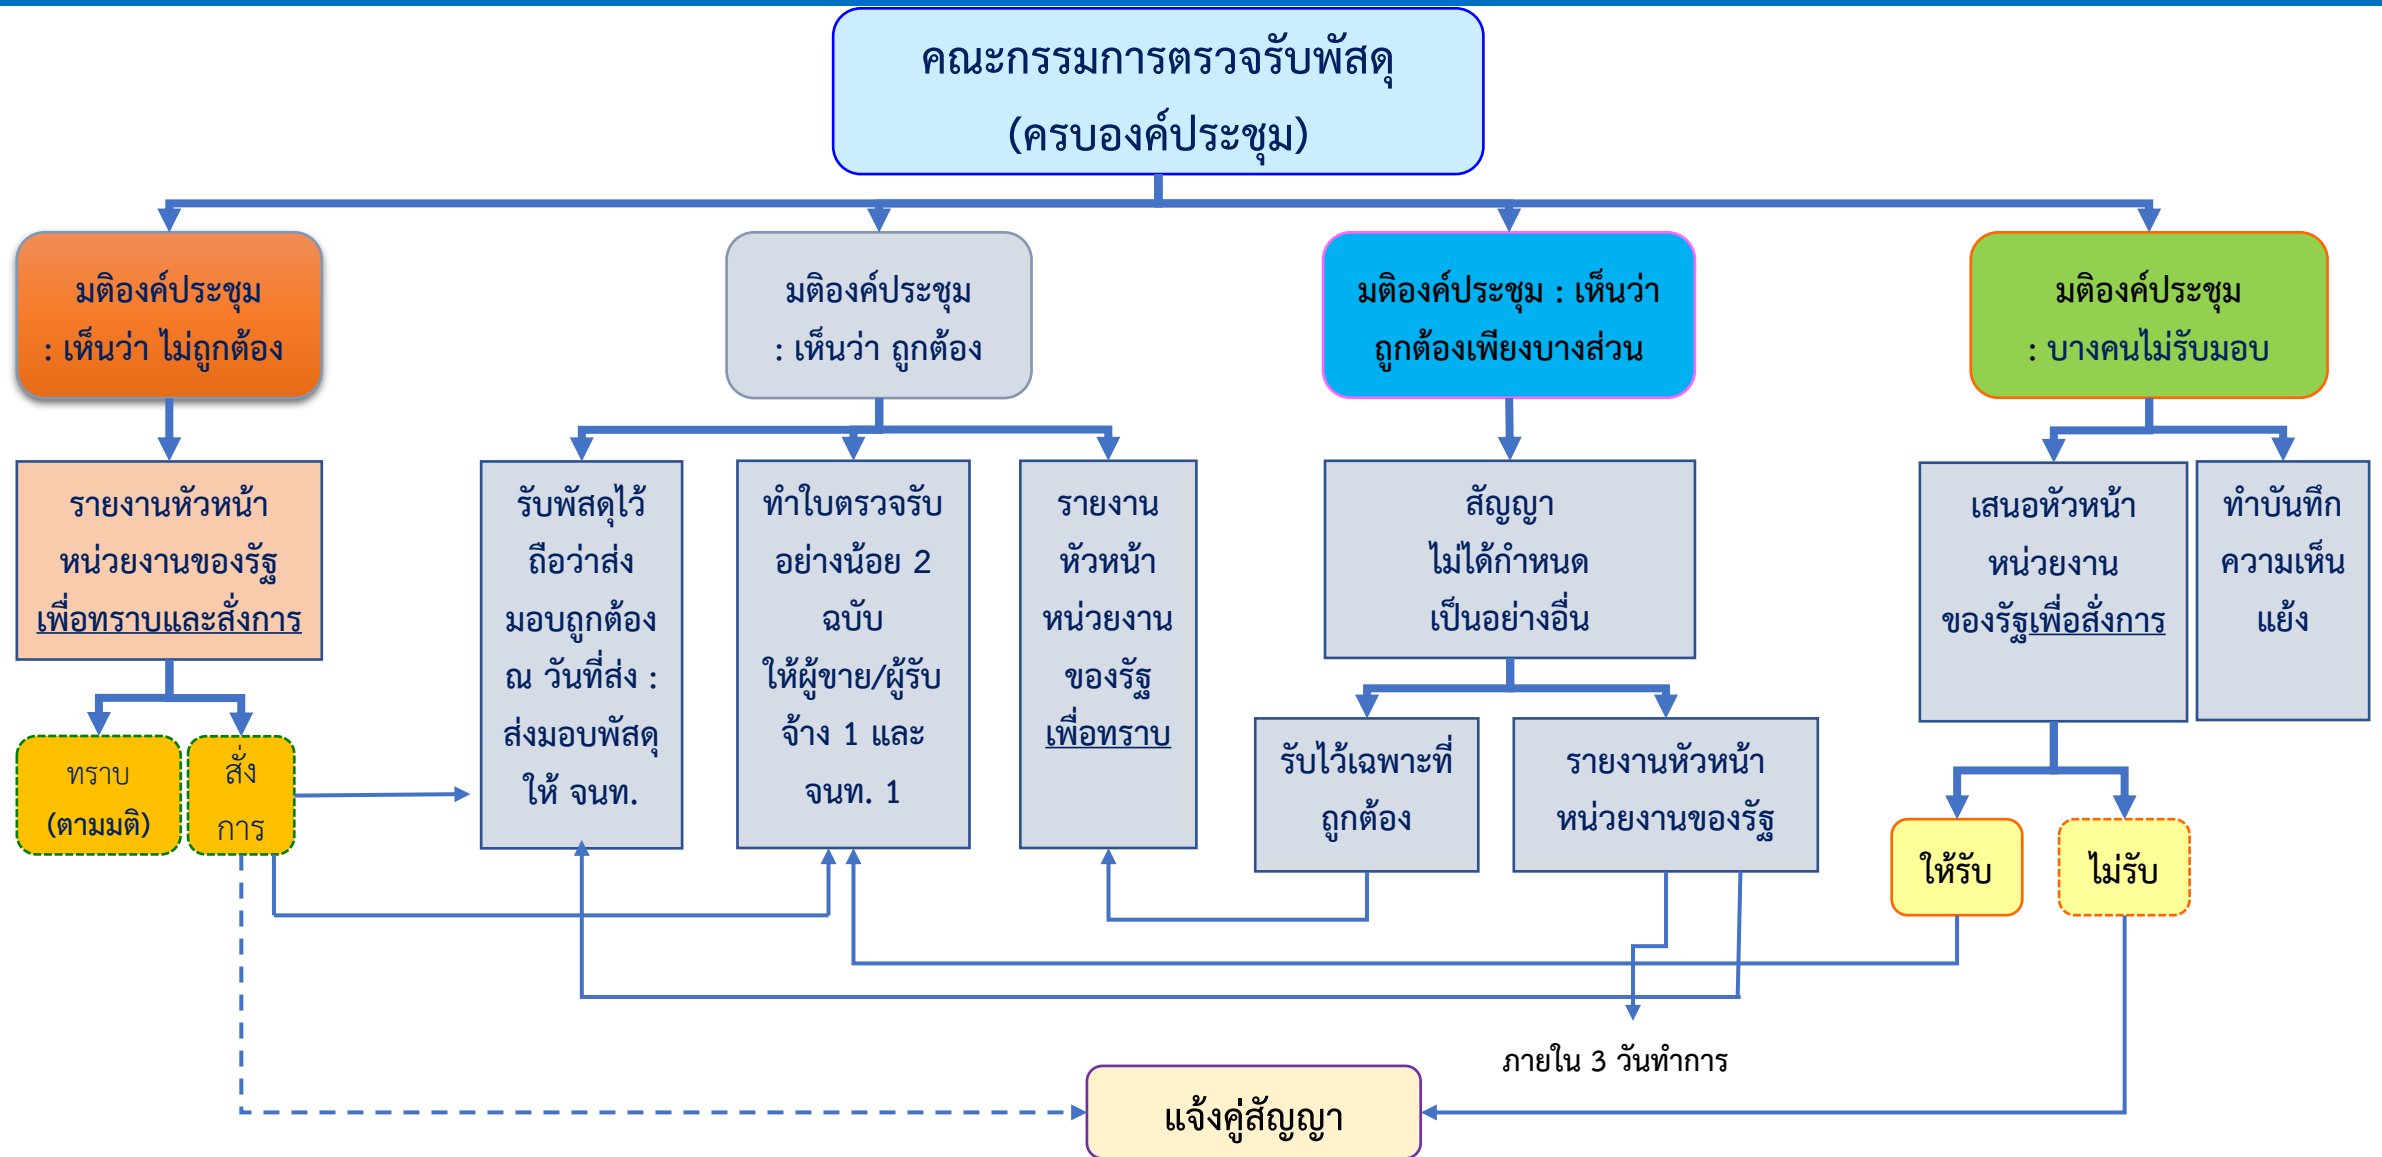 คณะกรรมการตรวจรับพัสดุ
(ครบองค์ประชุม)
มติองค์ประชุม
: เห็นว่า ไม่ถูกต้อง
มติองค์ประชุม
: เห็นว่า ถูกต้อง
มติองค์ประชุม : เห็นว่า
ถูกต้องเพียงบางส่วน
มติองค์ประชุม
: บางคนไม่รับมอบ
รายงานหัวหน้า
หน่วยงานของรัฐ
เพื่อทราบและสั่งการ
รับพัสดุไว้
ถือว่าส่ง
มอบถูกต้อง
ณ วันที่ส่ง :
ส่งมอบพัสดุ
ให้ จนท.
ทำใบตรวจรับ
อย่างน้อย 2
ฉบับ
ให้ผู้ขาย/ผู้รับ
จ้าง 1 และ
จนท. 1
รายงาน
หัวหน้า
หน่วยงาน
ของรัฐ
เพื่อทราบ
สัญญา
ไม่ได้กำหนด
เป็นอย่างอื่น
เสนอหัวหน้า
หน่วยงาน
ของรัฐเพื่อสั่งการ
ทำบันทึก
ความเห็น
แย้ง
ทราบ
(ตามมติ)
สั่ง
การ
รับไว้เฉพาะที่
ถูกต้อง
รายงานหัวหน้า
หน่วยงานของรัฐ
ให้รับ
ไม่รับ
ภายใน 3 วันทำการ
แจ้งคู่สัญญา